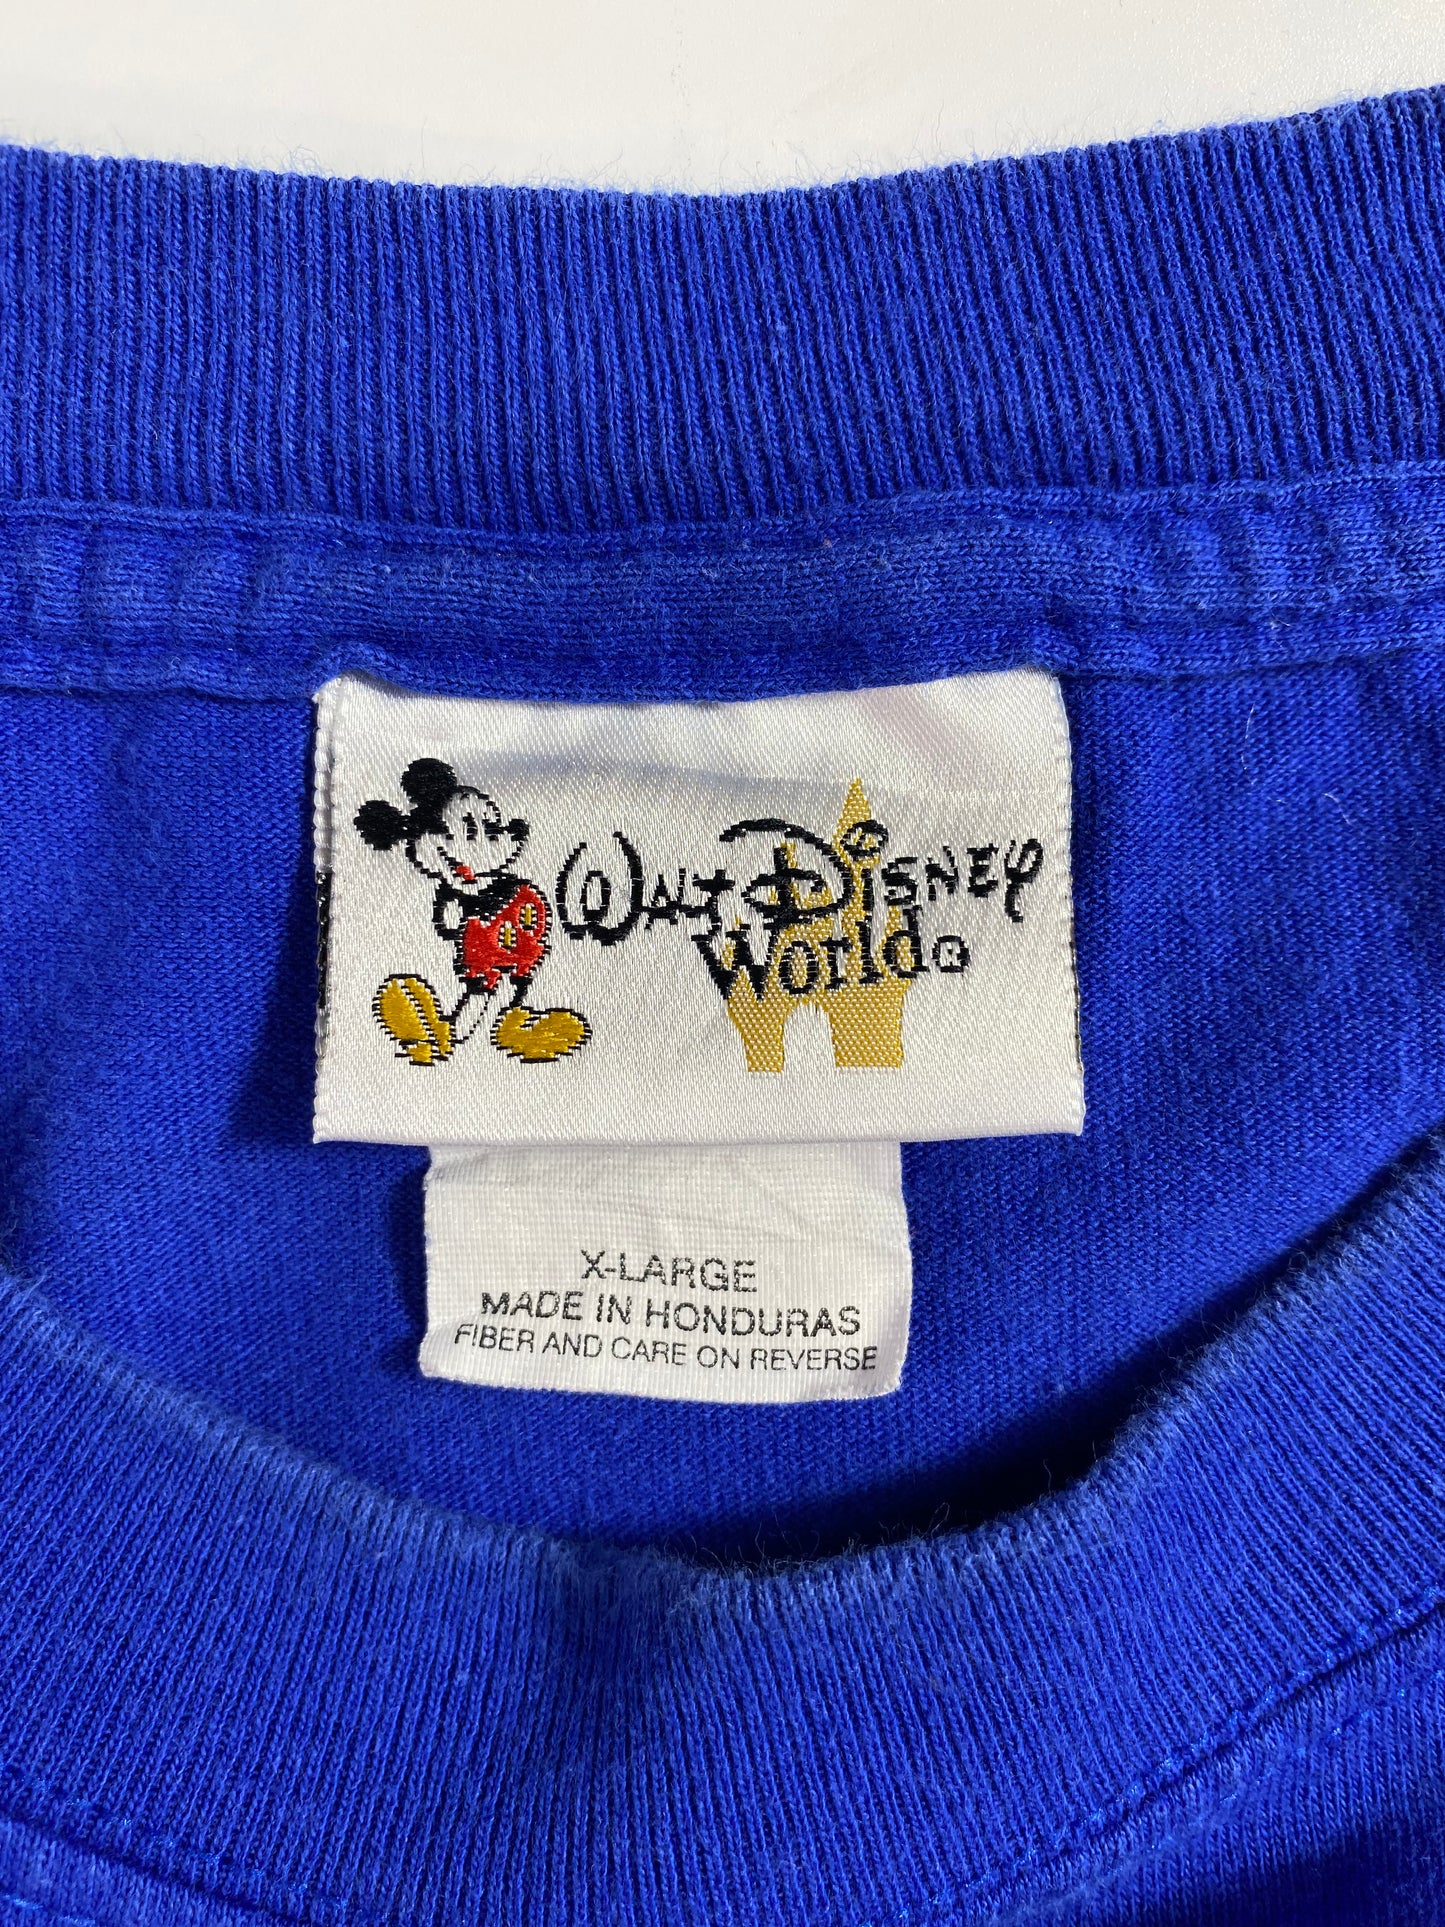 Walt Disney
World®
X-LARGE
MADE IN HONDURAS
FIBER AND CARE ON REVERSE